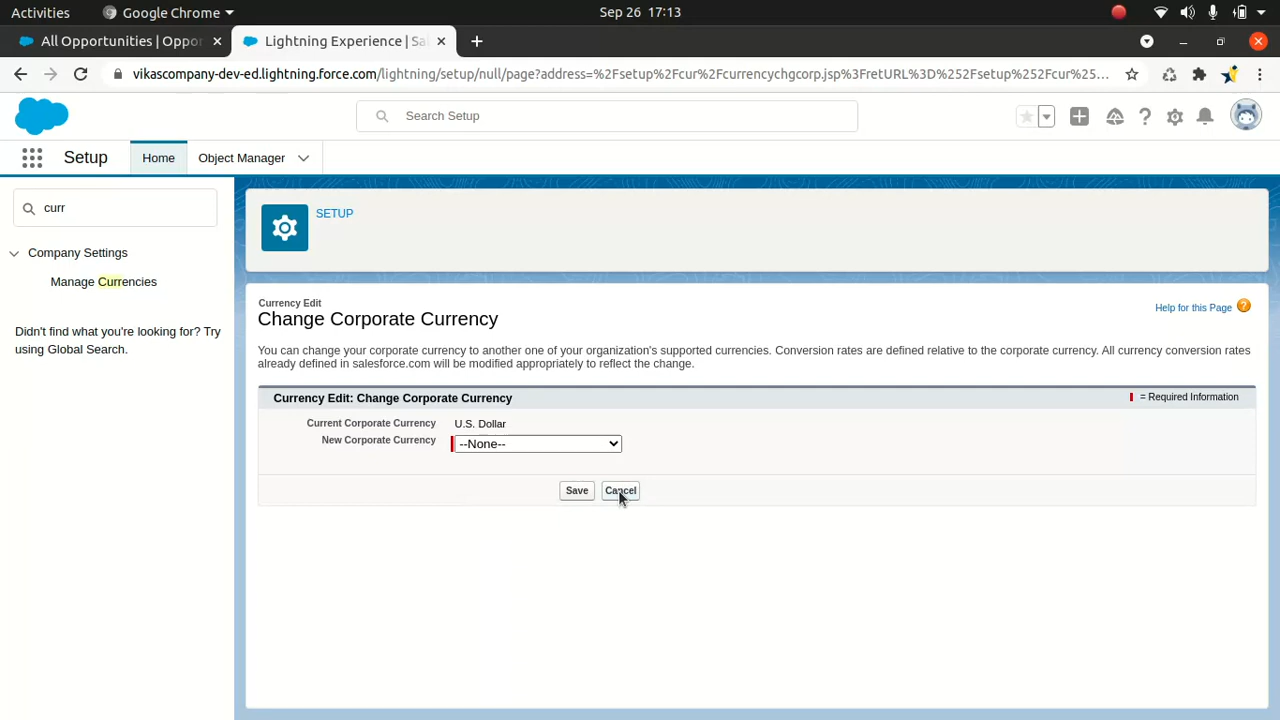 Activities
Google Chrome
Sep 26 17:13
All Opportunities | Oppor
Lightning Experience | Sa
vikascompany-dev-ed.lightning.force.com/lightning/setup/null/page?address=%2Fsetup%2Fcur%2Fcurrencychgcorp.jsp%3FretURL%3D%252Fsetup%252Fcur%25...
Search Setup
Setup
Home
Object Manager
curr
SETUP
Company Settings
Manage Currencies
Didn't find what you're looking for? Try
using Global Search.
Currency Edit
Change Corporate Currency
Help for this Page ?
You can change your corporate currency to another one of your organization's supported currencies. Conversion rates are defined relative to the corporate currency. All currency conversion rates
already defined in salesforce.com will be modified appropriately to reflect the change.
Currency Edit: Change Corporate Currency
= Required Information
Current Corporate Currency U.S. Dollar
New Corporate Currency --None--
Save Cancel